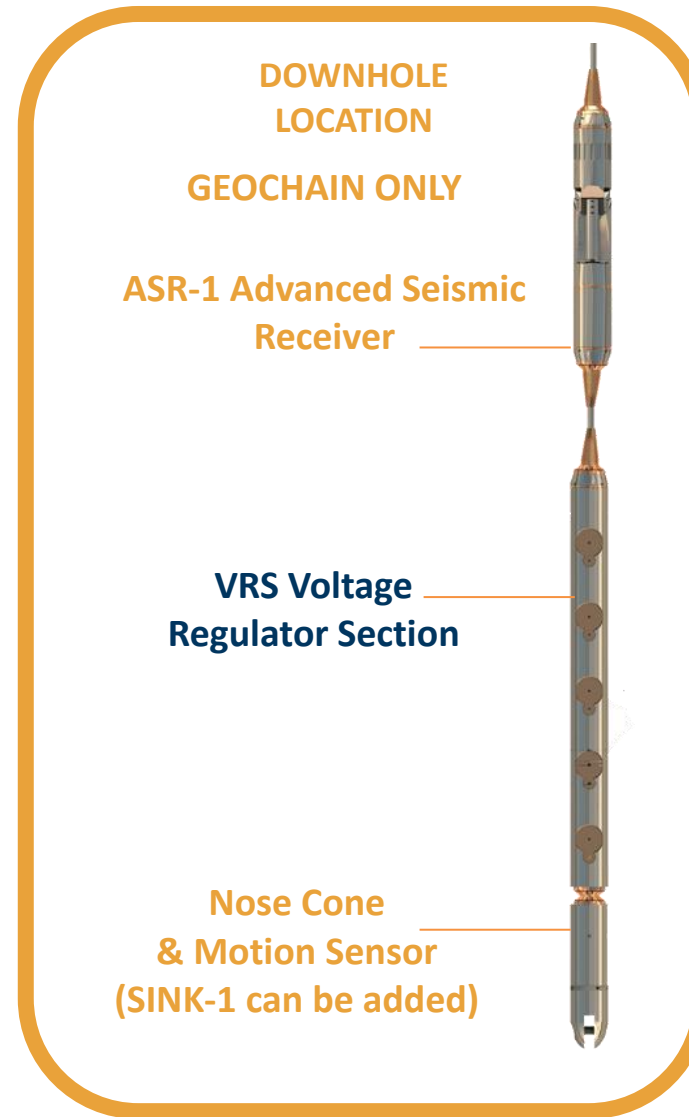 DOWNHOLE
LOCATION
GEOCHAIN ONLY
ASR-1 Advanced Seismic
Receiver
VRS Voltage
Regulator Section
Nose Cone
& Motion Sensor
(SINK-1 can be added)